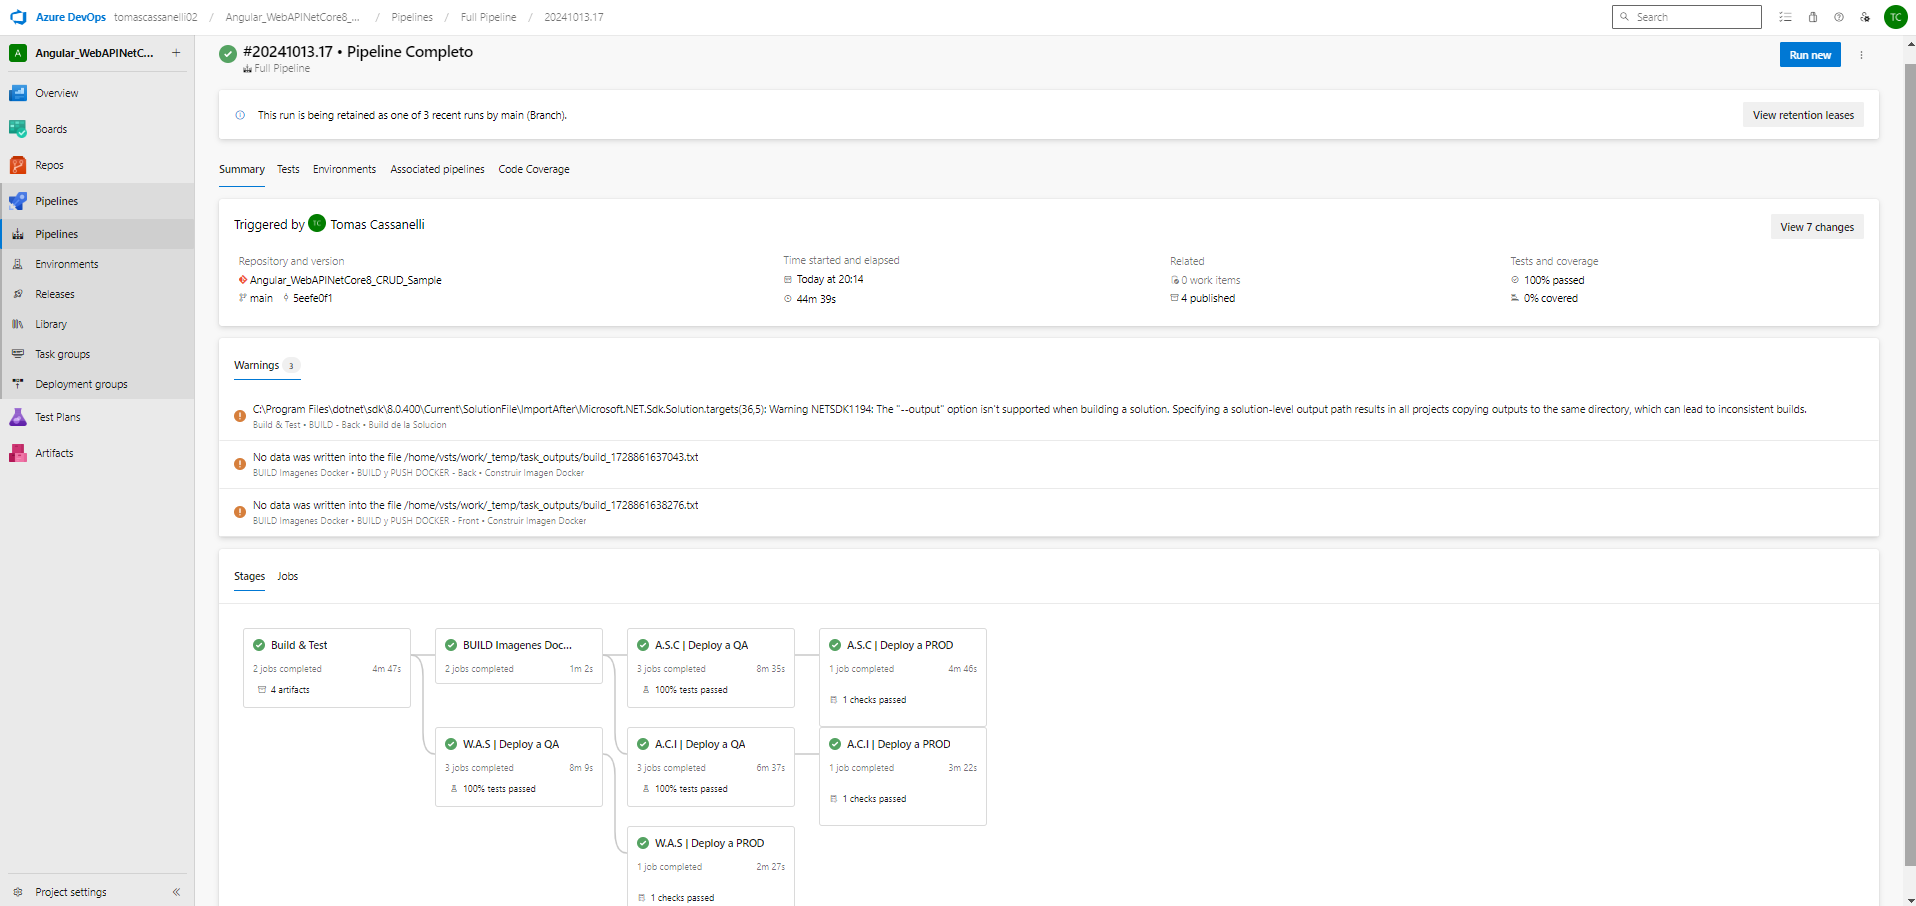 Azure DevOps tomascassanelli02 / Angular_WebAPINetCore8_... / Pipelines / Full Pipeline / 20241013.17
Search
TC
A Angular_WebAPINetC... +
Overview
Boards
Repos
Pipelines
Pipelines
Environments
Releases
Library
Task groups
Deployment groups
Test Plans
Artifacts
Project settings
#20241013.17 • Pipeline Completo
Full Pipeline
Run new
This run is being retained as one of 3 recent runs by main (Branch).
View retention leases
Summary Tests Environments Associated pipelines Code Coverage
Triggered by TC Tomas Cassanelli
View 7 changes
Repository and version
Angular_WebAPINetCore8_CRUD_Sample
main 5eefe0f1
Time started and elapsed
Today at 20:14
44m 39s
Related
0 work items
4 published
Tests and coverage
100% passed
0% covered
Warnings 3
C:\Program Files\dotnet\sdk\8.0.400\Current\SolutionFile\ImportAfter\Microsoft.NET.Sdk.Solution.targets(36,5): Warning NETSDK1194: The "--output" option isn't supported when building a solution. Specifying a solution-level output path results in all projects copying outputs to the same directory, which can lead to inconsistent builds.
Build & Test • BUILD - Back • Build de la Solucion
No data was written into the file /home/vsts/work/_temp/task_outputs/build_1728861637043.txt
BUILD Imagenes Docker • BUILD y PUSH DOCKER - Back • Construir Imagen Docker
No data was written into the file /home/vsts/work/_temp/task_outputs/build_1728861638276.txt
BUILD Imagenes Docker • BUILD y PUSH DOCKER - Front • Construir Imagen Docker
Stages Jobs
Build & Test
2 jobs completed 4m 47s
4 artifacts
BUILD Imagenes Doc...
2 jobs completed 1m 2s
A.S.C | Deploy a QA
3 jobs completed 8m 35s
100% tests passed
A.S.C | Deploy a PROD
1 job completed 4m 46s
1 checks passed
W.A.S | Deploy a QA
3 jobs completed 8m 9s
100% tests passed
A.C.I | Deploy a QA
3 jobs completed 6m 37s
100% tests passed
A.C.I | Deploy a PROD
1 job completed 3m 22s
1 checks passed
W.A.S | Deploy a PROD
1 job completed 2m 27s
1 checks passed